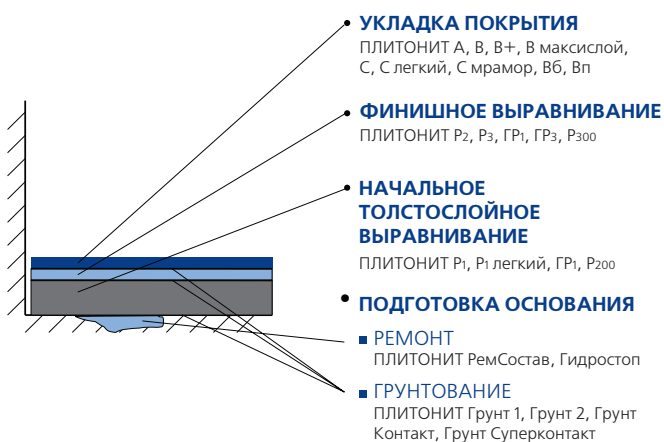 УКЛАДКА ПОКРЫТИЯ
ПЛИТОНИТ А, В, В+, В максислой,
С, С легкий, С мрамор, Вб, Вп
ФИНИШНОЕ ВЫРАВНИВАНИЕ
ПЛИТОНИТ Р2, Р3, ГР1, ГР3, Р300
НАЧАЛЬНОЕ
ТОЛСТОСЛОЙНОЕ
ВЫРАВНИВАНИЕ
ПЛИТОНИТ Р1, Р1 легкий, ГР1, Р200
ПОДГОТОВКА ОСНОВАНИЯ
РЕМОНТ
ПЛИТОНИТ РемСостав, Гидростоп
ГРУНТОВАНИЕ
ПЛИТОНИТ Грунт 1, Грунт 2, Грунт
Контакт, Грунт Суперконтакт